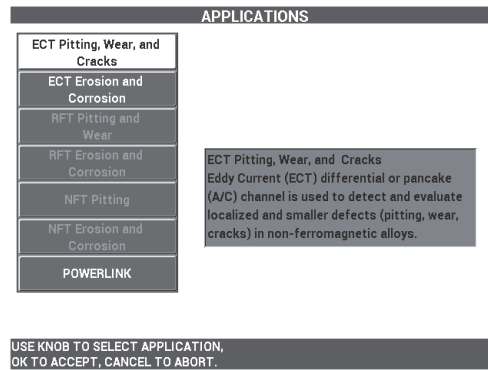 APPLICATIONS
ECT Pitting, Wear, and
Cracks
ECT Erosion and
Corrosion
RFT Pitting and
Wear
RFT Erosion and
Corrosion
NFT Pitting
NFT Erosion and
Corrosion
POWERLINK
ECT Pitting, Wear, and Cracks
Eddy Current (ECT) differential or pancake
(A/C) channel is used to detect and evaluate
localized and smaller defects (pitting, wear,
cracks) in non-ferromagnetic alloys.
USE KNOB TO SELECT APPLICATION,
OK TO ACCEPT, CANCEL TO ABORT.